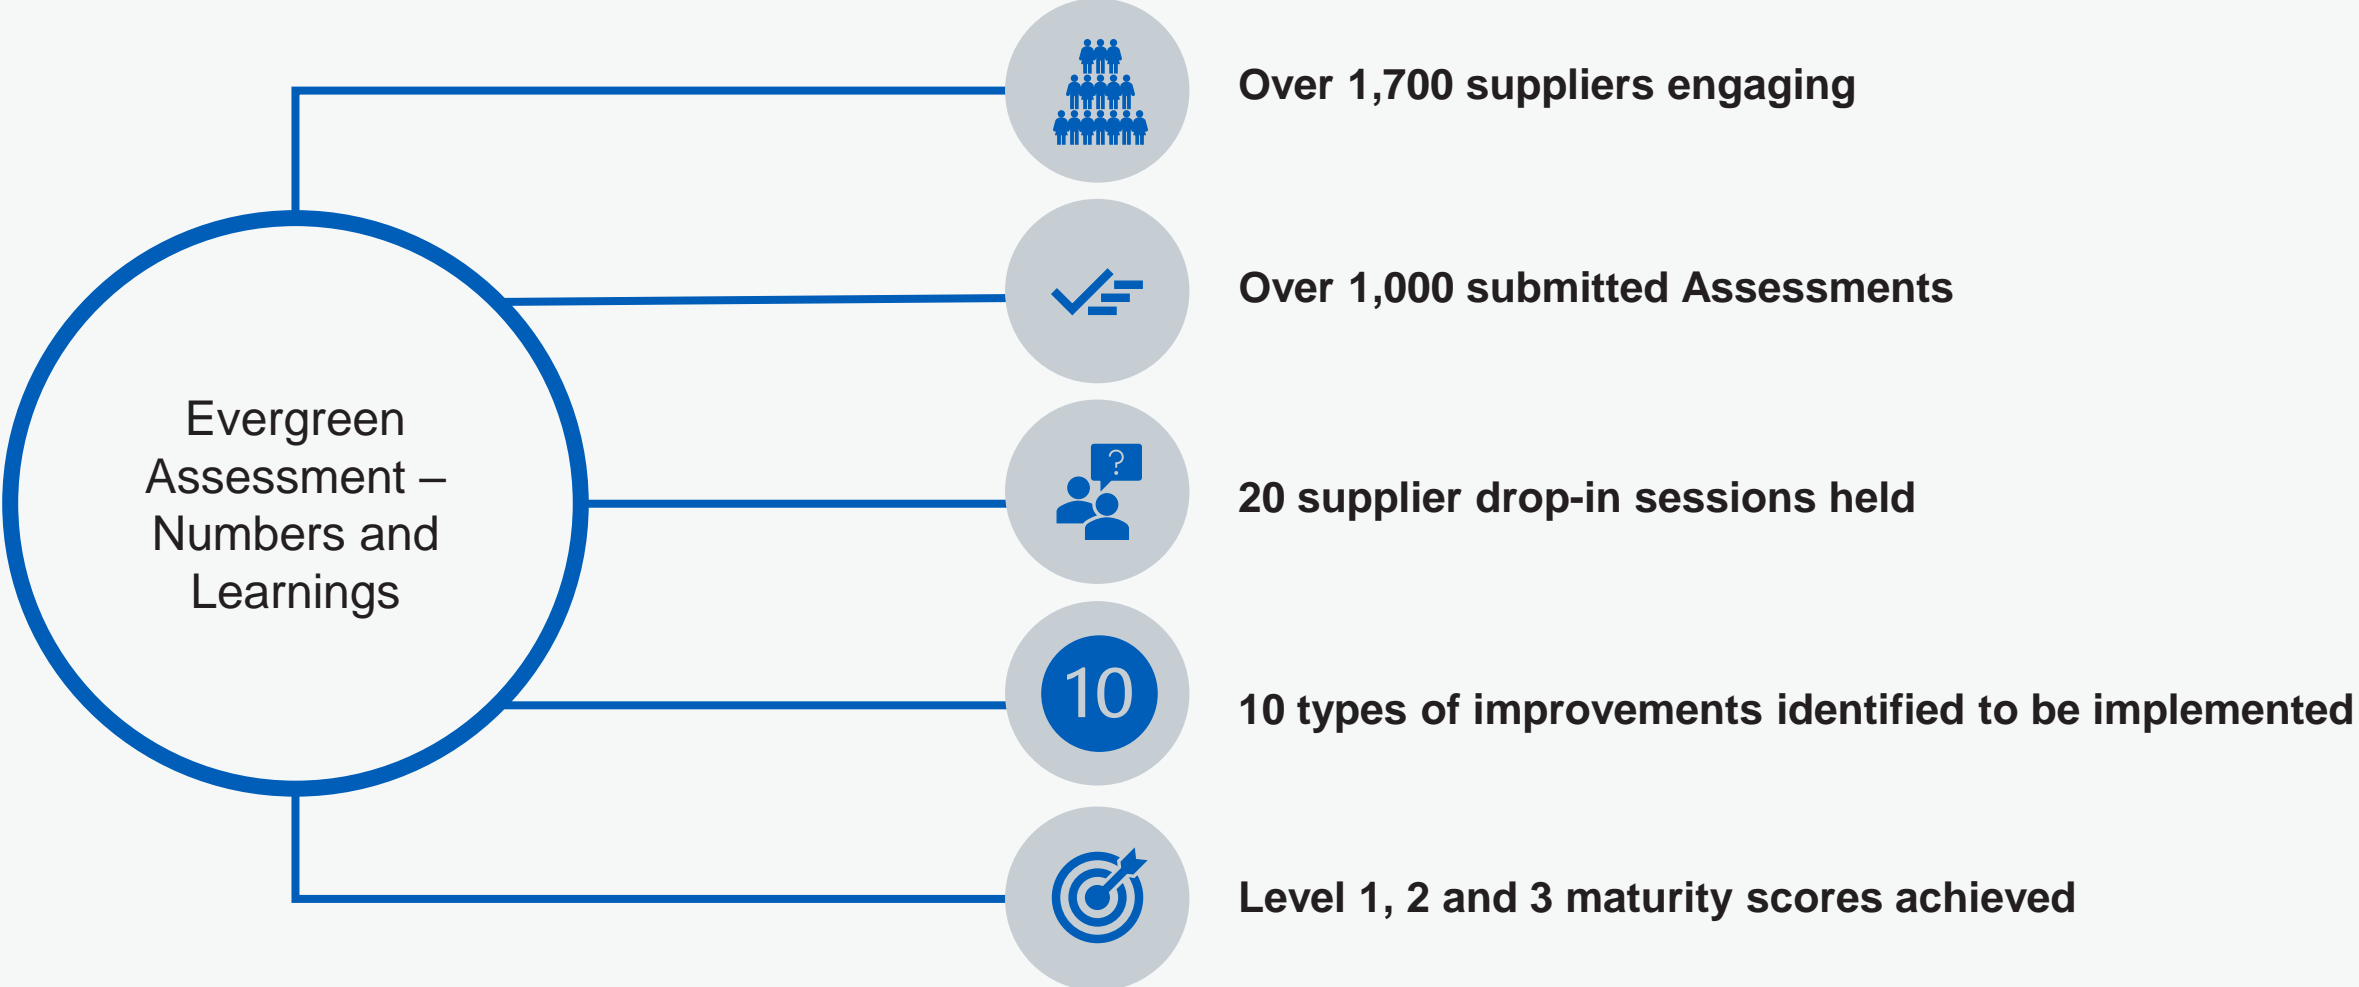 Over 1,700 suppliers engaging
Over 1,000 submitted Assessments
Evergreen
Assessment –
Numbers and
Learnings
?
20 supplier drop-in sessions held
10
10 types of improvements identified to be implemented
Level 1, 2 and 3 maturity scores achieved